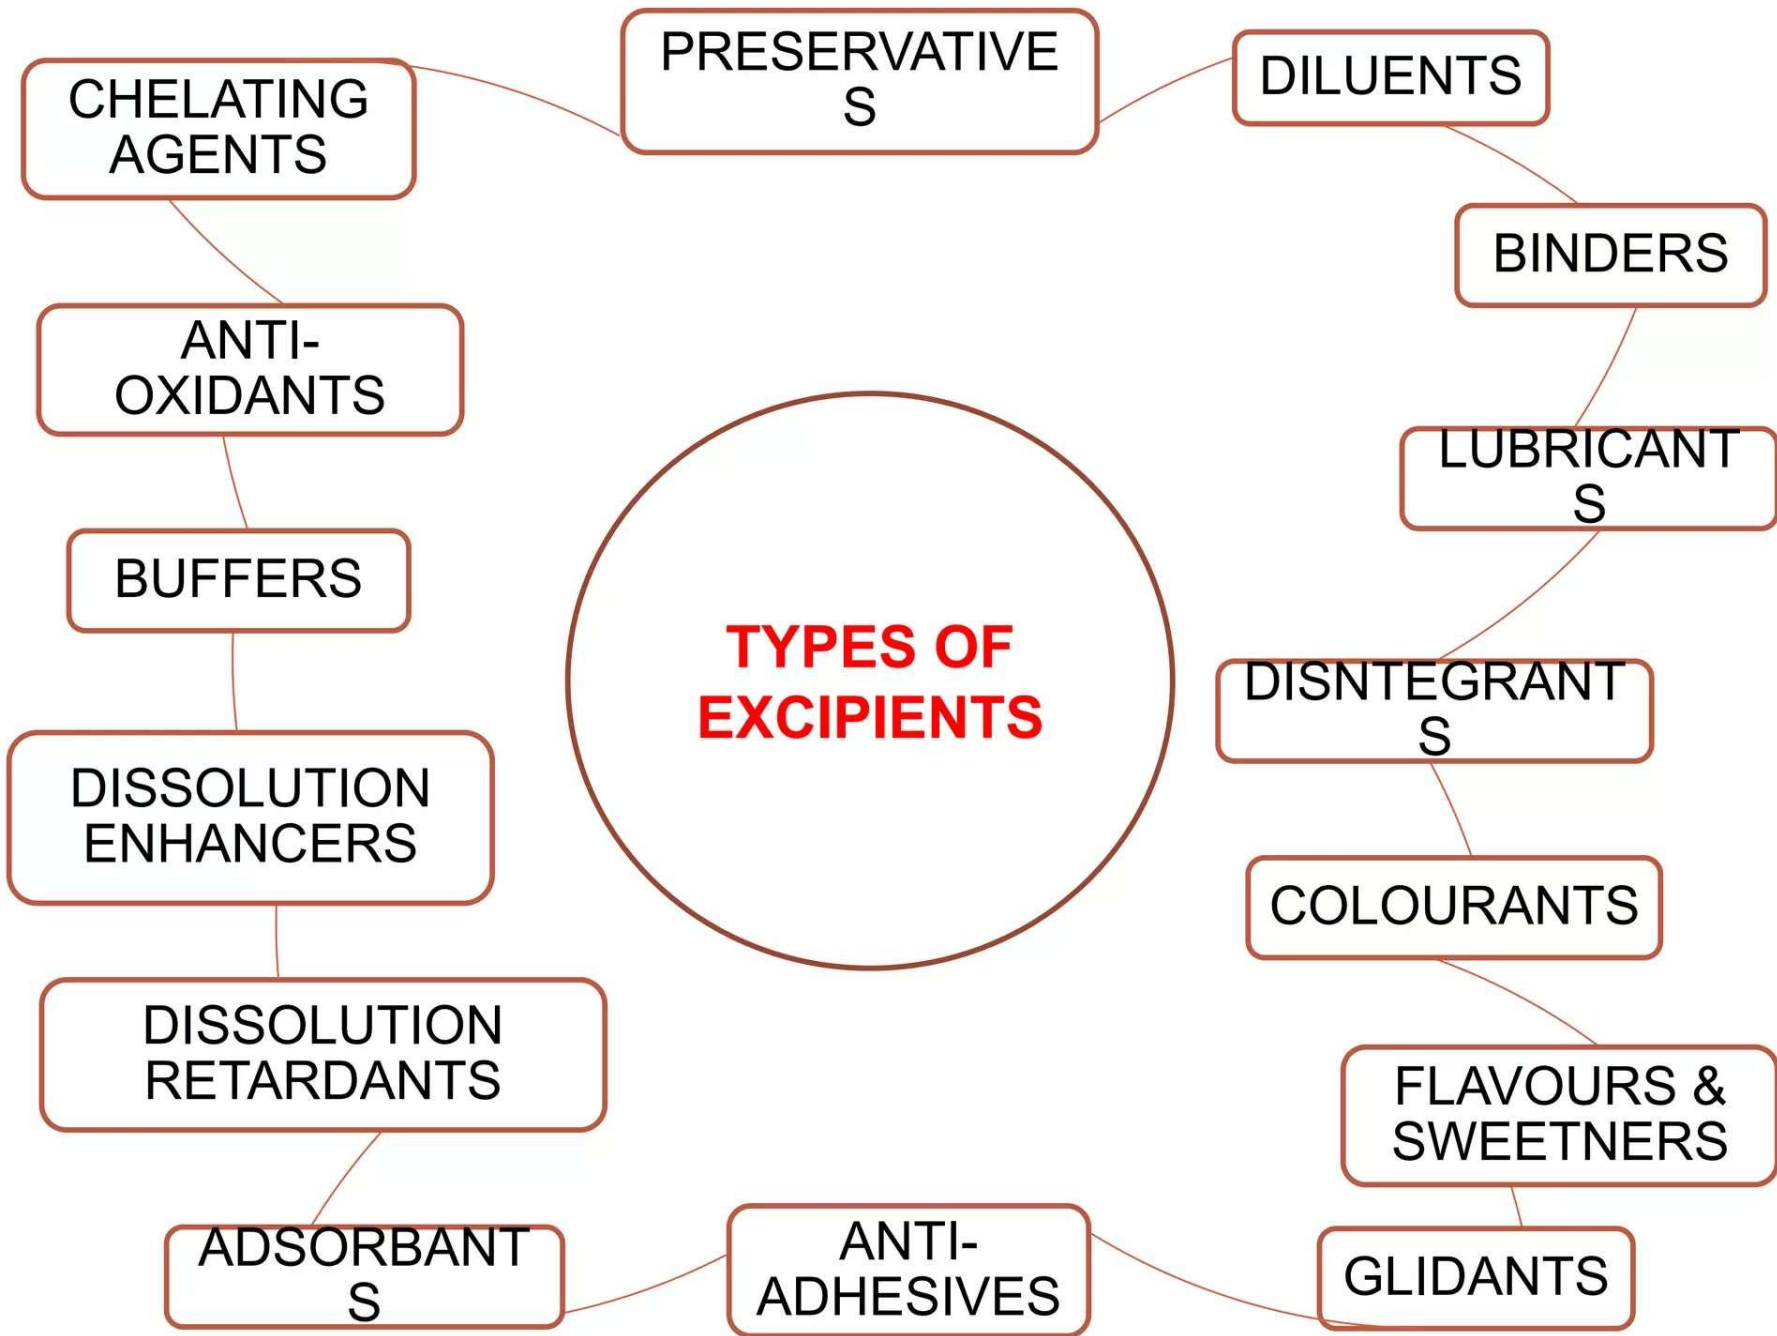 PRESERVATIVE
S
DILUENTS
BINDERS
LUBRICANT
S
DISNTEGRANT
S
COLOURANTS
FLAVOURS &
SWEETNERS
GLIDANTS
ANTI-
ADHESIVES
ADSORBANT
S
DISSOLUTION
RETARDANTS
DISSOLUTION
ENHANCERS
BUFFERS
ANTI-
OXIDANTS
CHELATING
AGENTS
TYPES OF
EXCIPIENTS